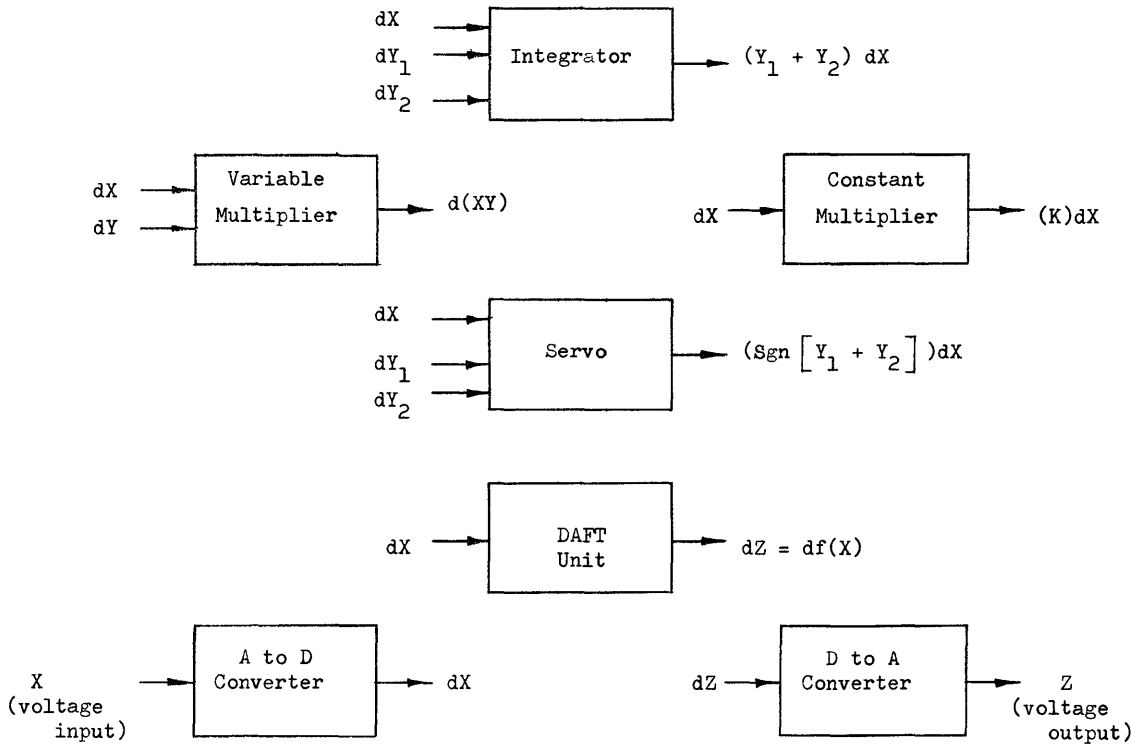 dX
dY1
dY2
Integrator
(Y1 + Y2) dX
dX
dY
Variable
Multiplier
d(XY)
dX
Constant
Multiplier
(K)dX
dX
dY1
dY2
Servo
(Sgn [Y1 + Y2] )dX
dX
DAFT
Unit
dZ = df(X)
X
(voltage
input)
A to D
Converter
dX
dZ
D to A
Converter
Z
(voltage
output)